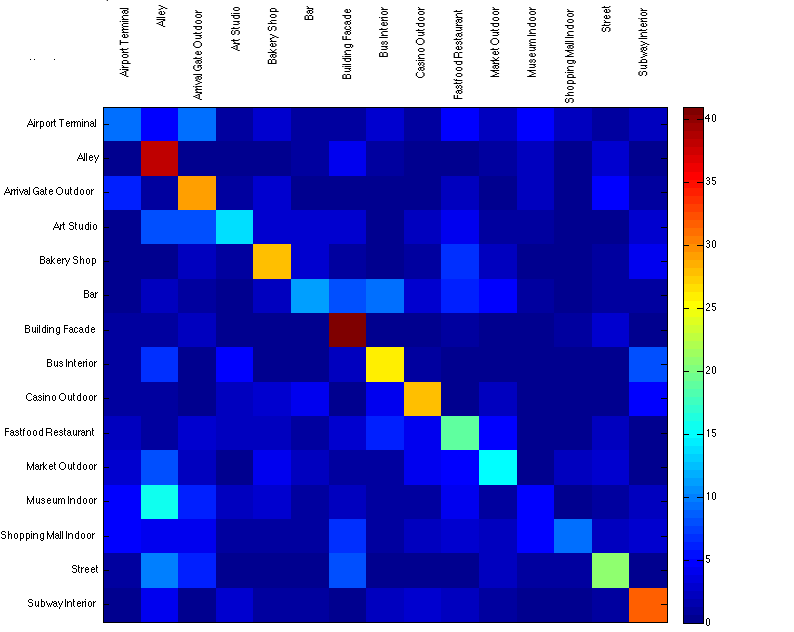 Airport Terminal
Alley
Arrival Gate Outdoor
Art Studio
Bakery Shop
Bar
Building Facade
Bus Interior
Casino Outdoor
Fastfood Restaurant
Market Outdoor
Museum Indoor
Shopping Mall Indoor
Street
Subway Interior
Airport Terminal
Alley
Arrival Gate Outdoor
Art Studio
Bakery Shop
Bar
Building Facade
Bus Interior
Casino Outdoor
Fastfood Restaurant
Market Outdoor
Museum Indoor
Shopping Mall Indoor
Street
Subway Interior
40
35
30
25
20
15
10
5
0